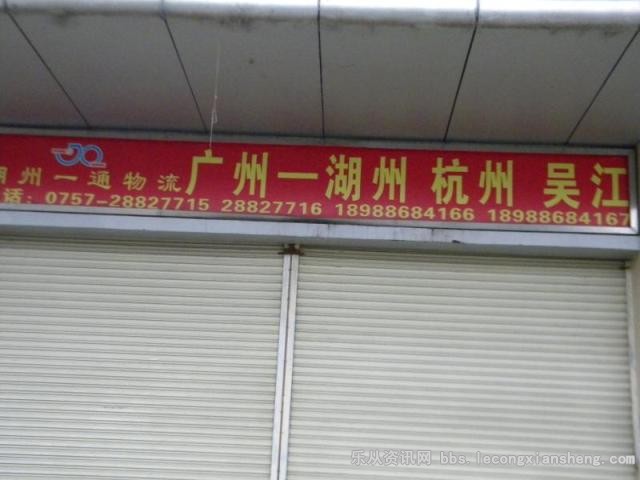 湖州一通物流 广州一湖州 杭州 吴江
电话：0757-28827715 28827716 18988684166 18988684167
乐从资讯网 bbs.lecongxiansheng.com